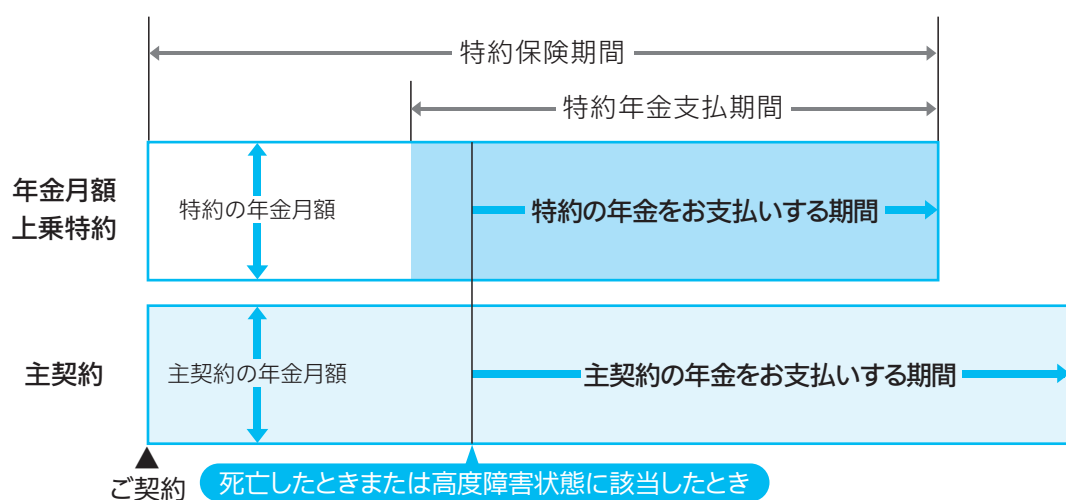 特約保険期間
特約年金支払期間
年金月額
上乗特約
特約の年金月額
特約の年金をお支払いする期間
主契約
主契約の年金月額
主契約の年金をお支払いする期間
ご契約
死亡したときまたは高度障害状態に該当したとき